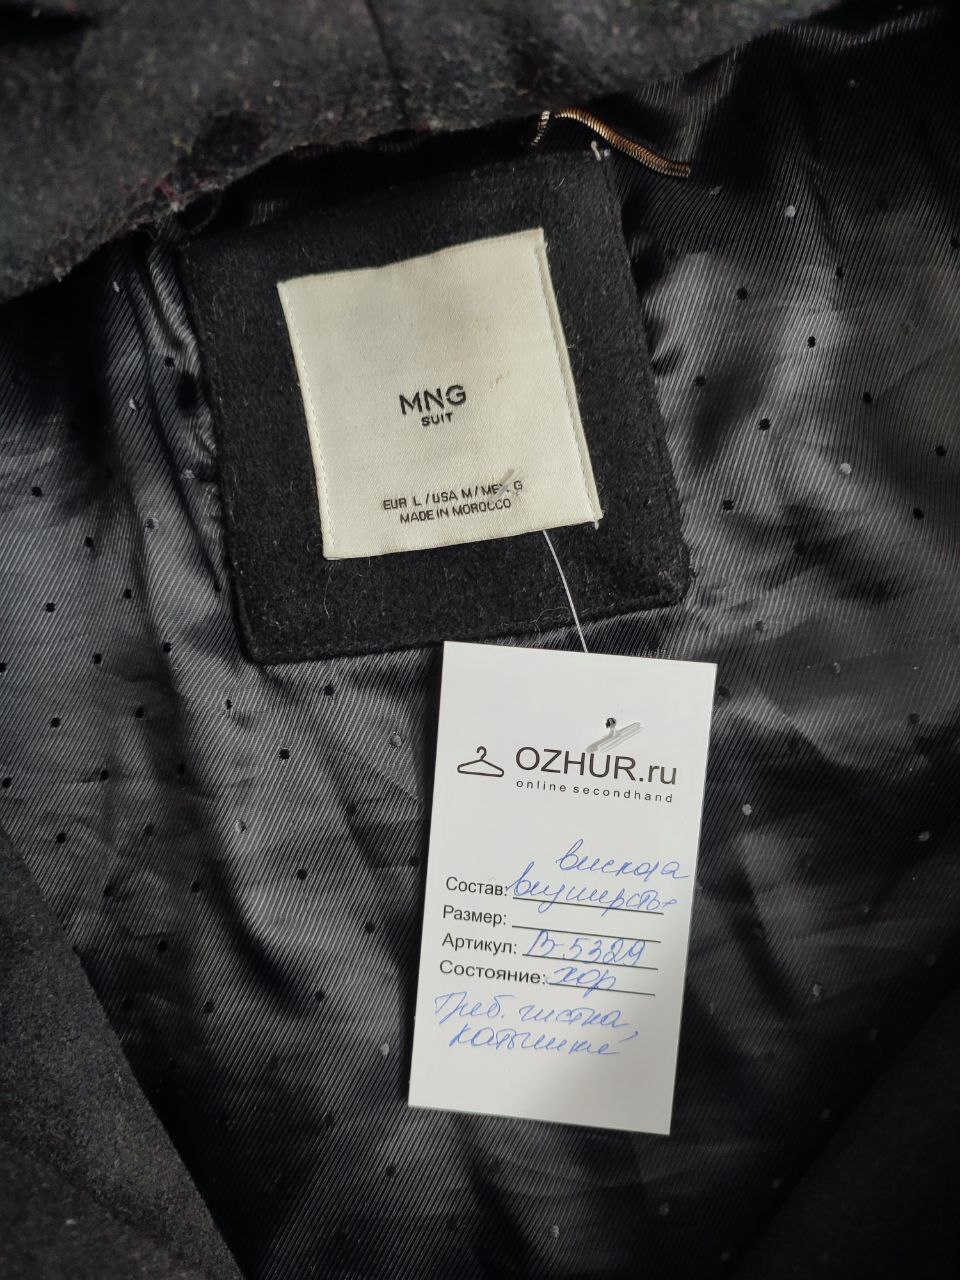 MNG
SUIT
EUR L / USA M / MEX G
MADE IN MOROCCO
OZHUR.ru
online secondhand
вискоза
Состав:
Размер:
Артикул: В-5329
Состояние: хор
Треб. чистка,
катышки